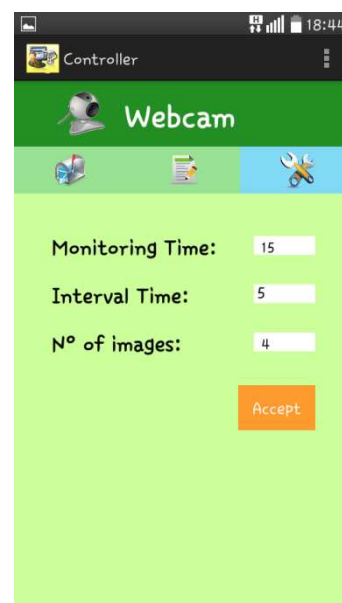 H 18:44
Controller
Webcam
Monitoring Time: 15
Interval Time: 5
Nº of images: 4
Accept